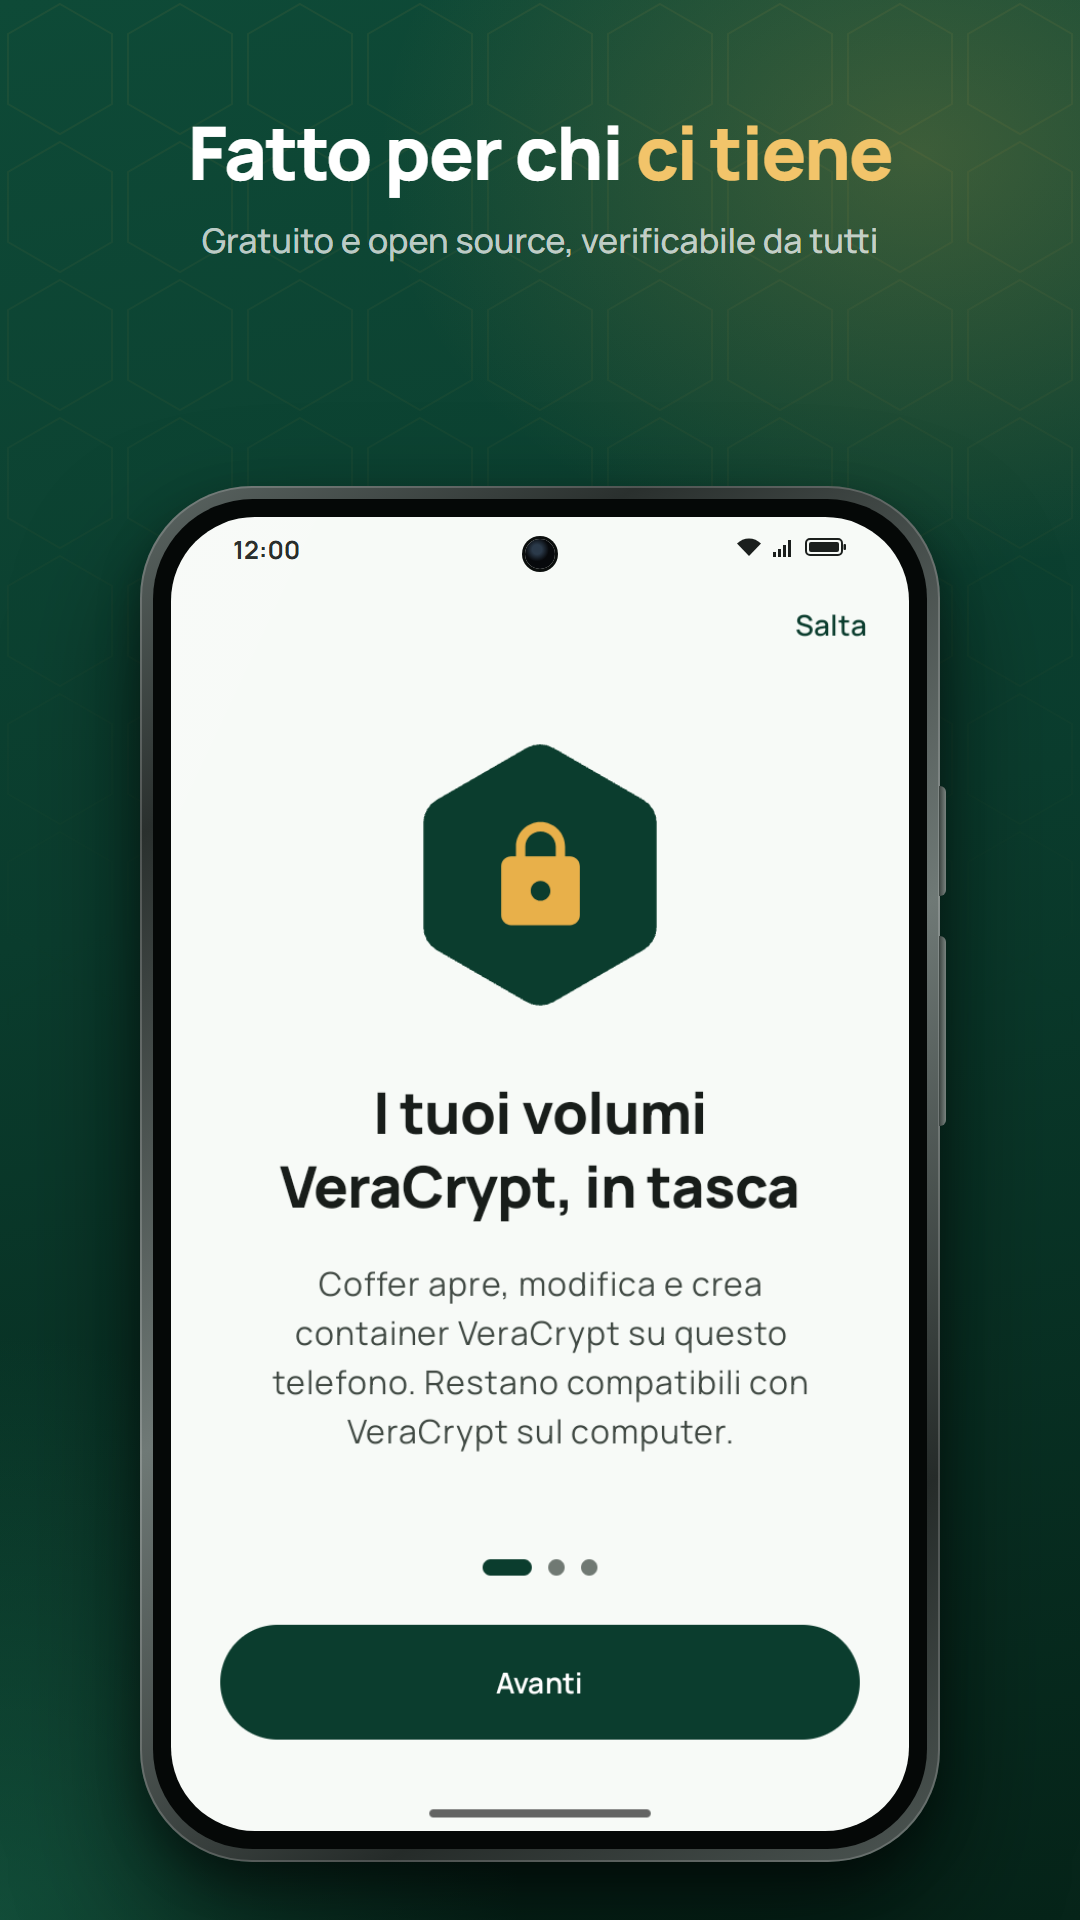 Fatto per chi ci tiene
Gratuito e open source, verificabile da tutti
12:00
Salta
I tuoi volumi
VeraCrypt, in tasca
Coffer apre, modifica e crea
container VeraCrypt su questo
telefono. Restano compatibili con
VeraCrypt sul computer.
Avanti